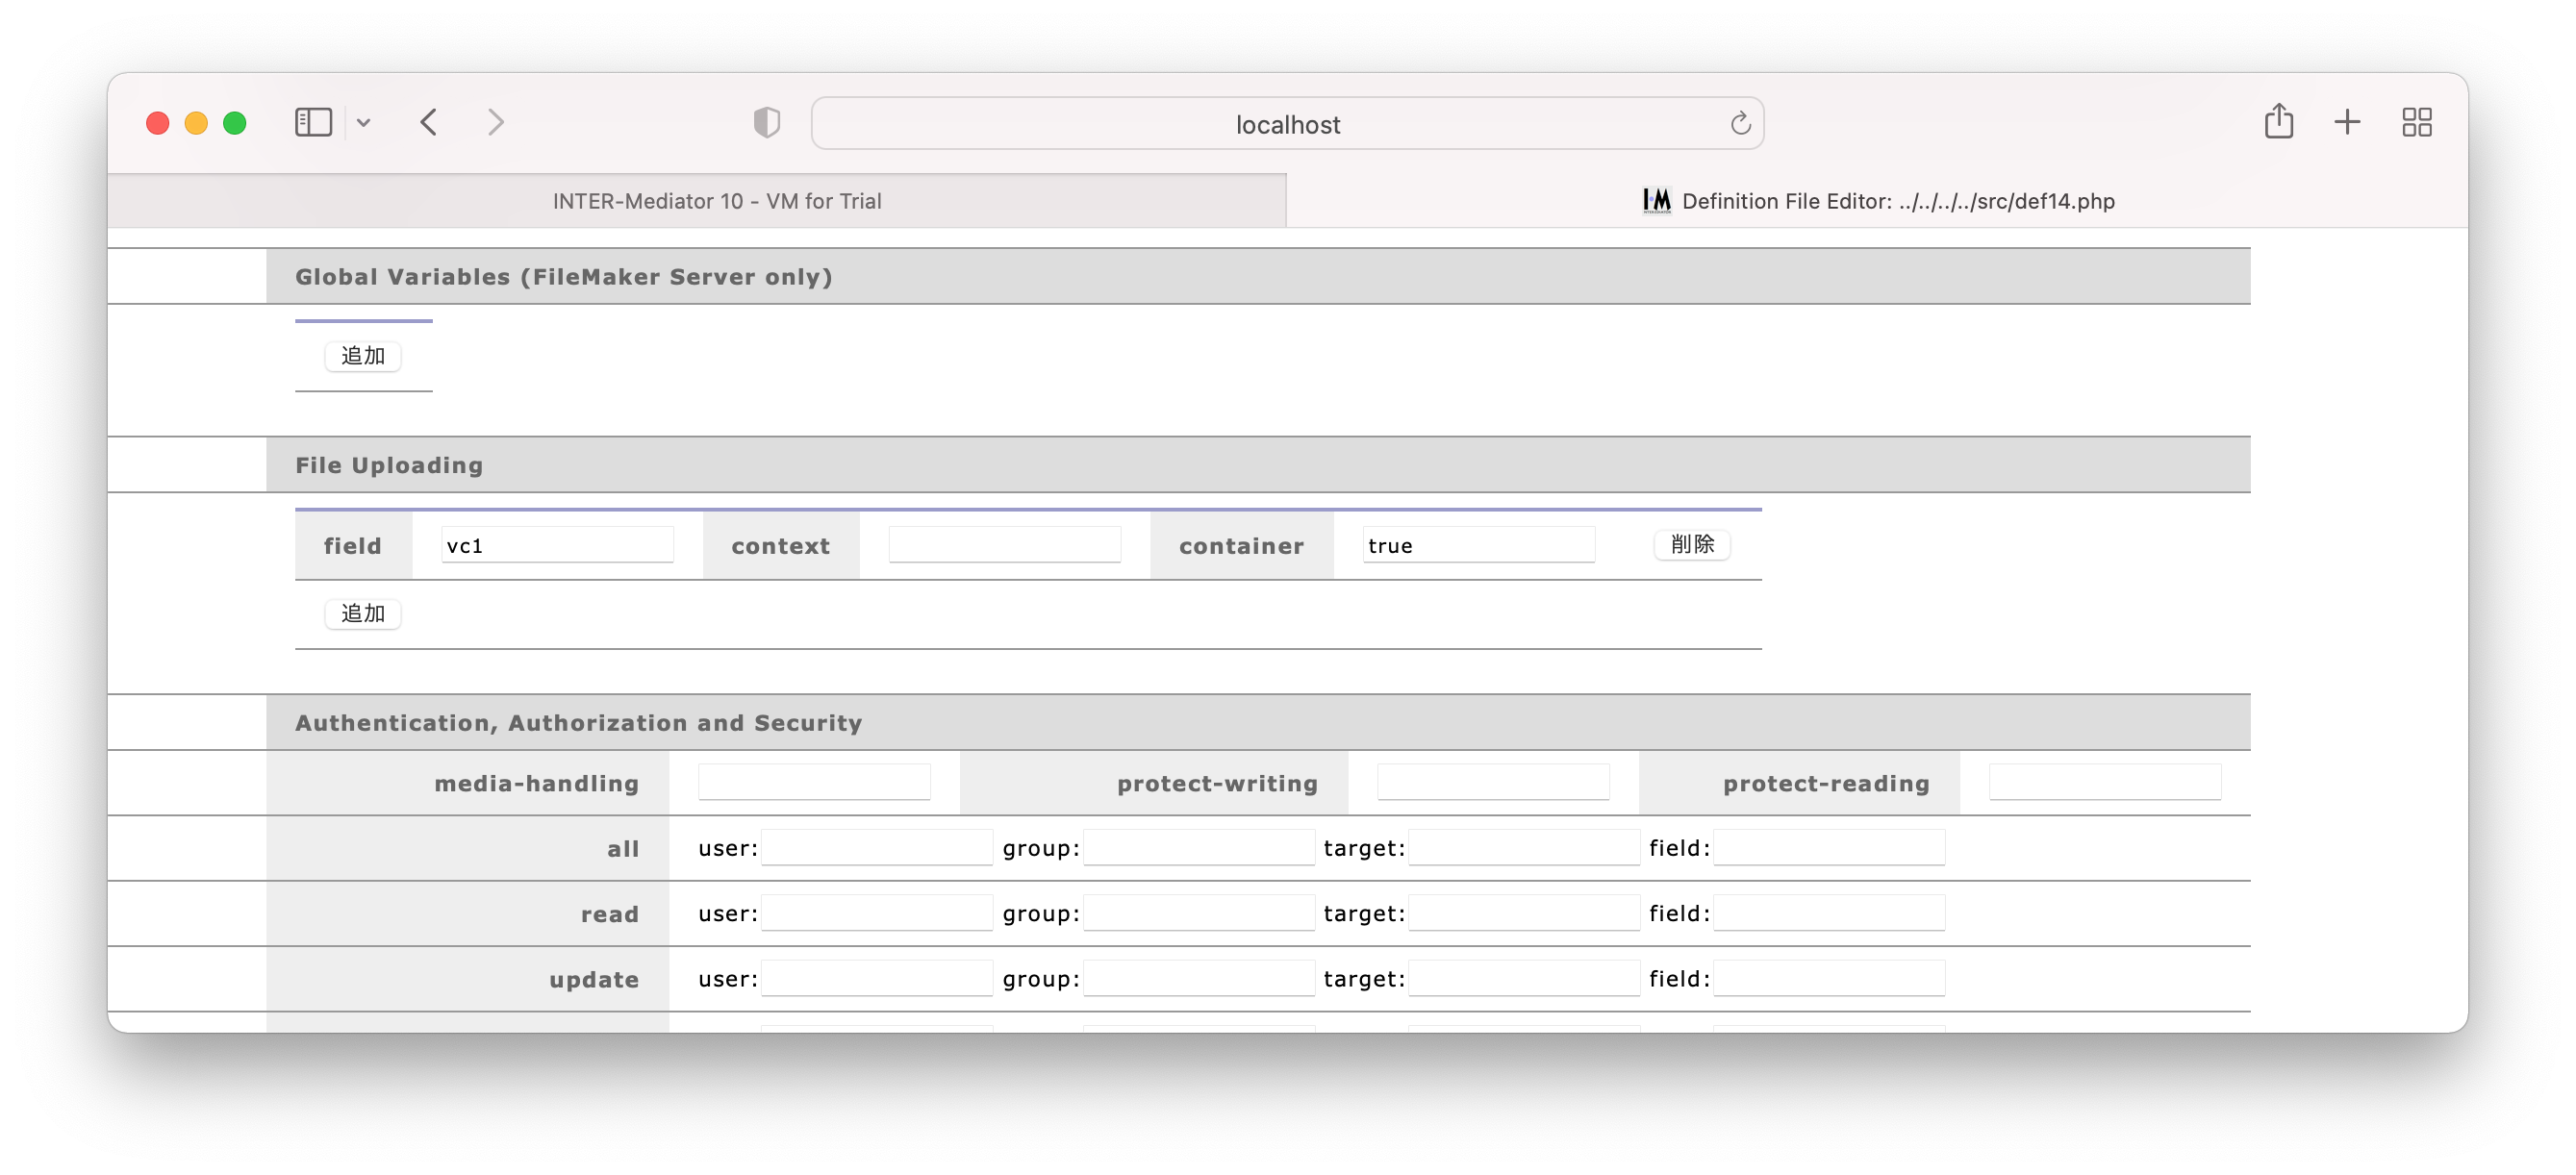 localhost
INTER-Mediator 10 - VM for Trial
I•M Definition File Editor: ../../../../src/def14.php
Global Variables (FileMaker Server only)
追加
File Uploading
field vc1 context container true 削除
追加
Authentication, Authorization and Security
media-handling protect-writing protect-reading
all user: group: target: field:
read user: group: target: field:
update user: group: target: field: